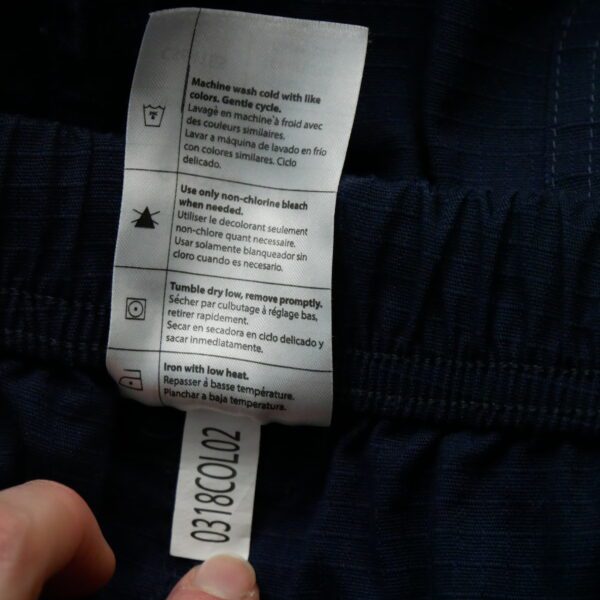 Machine wash cold with like
colors. Gentle cycle.
Lavage en machine à froid avec
des couleurs similaires.
Lavar a máquina de lavado en frío
con colores similares. Ciclo
delicado.
Use only non-chlorine bleach
when needed.
Utiliser le decolorant seulement
non-chlore quant necessaire.
Usar solamente blanqueador sin
cloro cuando es necesario.
Tumble dry low, remove promptly.
Sécher par culbutage à réglage bas,
retirer rapidement.
Secar en secadora en ciclo delicado y
sacar inmediatamente.
Iron with low heat.
Repasser à basse température.
Planchar a baja temperatura.
0318COL02